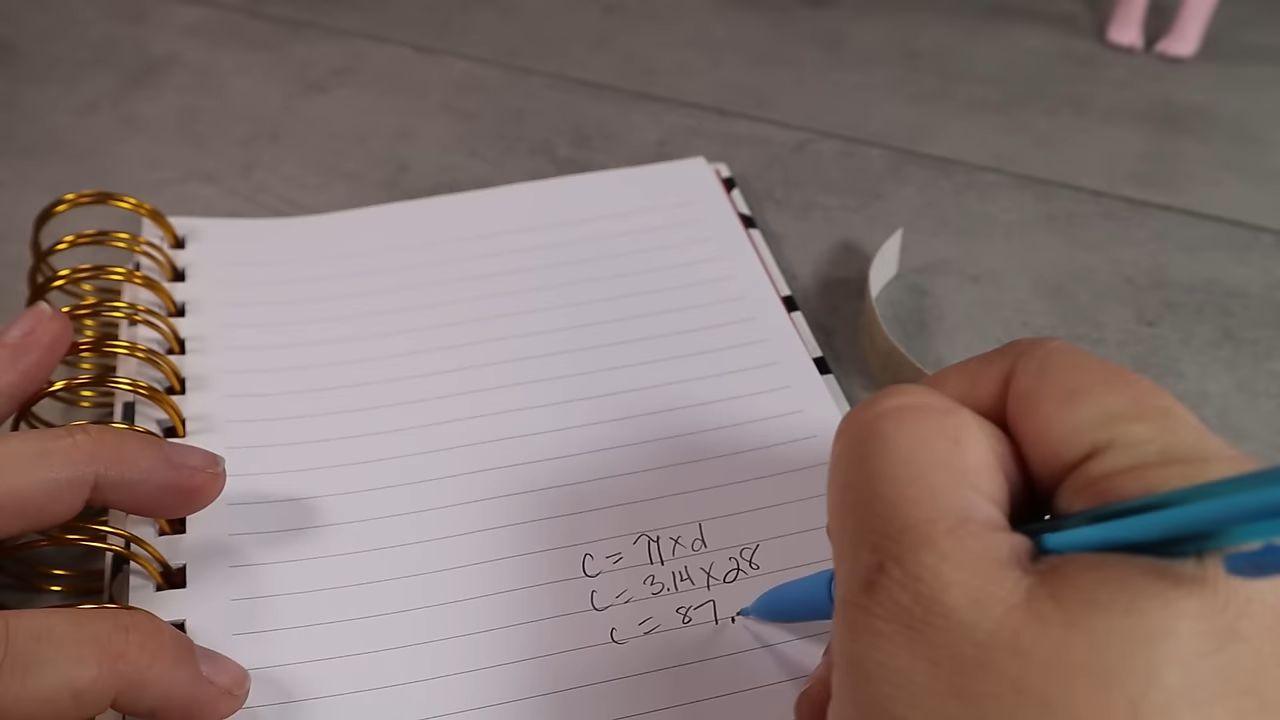 C = π x d
C = 3.14 x 28
C = 87.